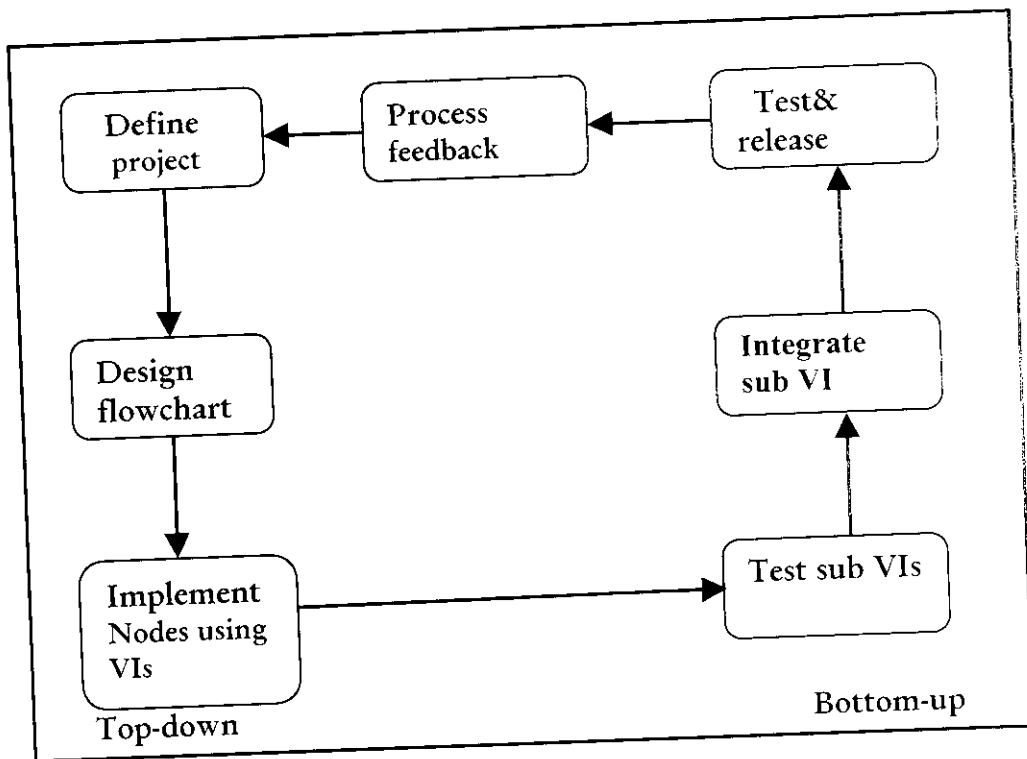 Define
project
Process
feedback
Test&
release
Design
flowchart
Integrate
sub VI
Implement
Nodes using
VIs
Test sub VIs
Top-down
Bottom-up